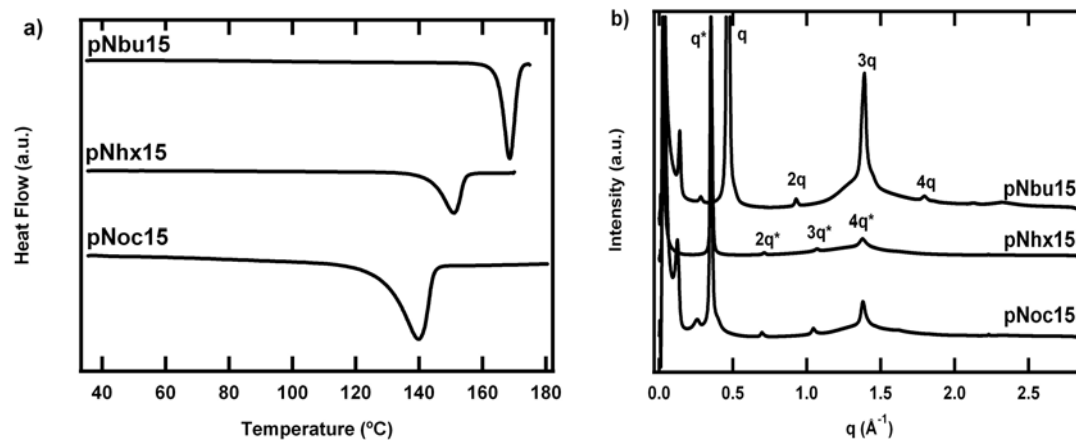 a)
pNbu15
pNhx15
pNoc15
Heat Flow (a.u.)
40 60 80 100 120 140 160 180
Temperature (ºC)
b)
q* q
3q
2q
4q
pNbu15
2q* 3q* 4q*
pNhx15
pNoc15
Intensity (a.u.)
0.0 0.5 1.0 1.5 2.0 2.5
q (Å-1)